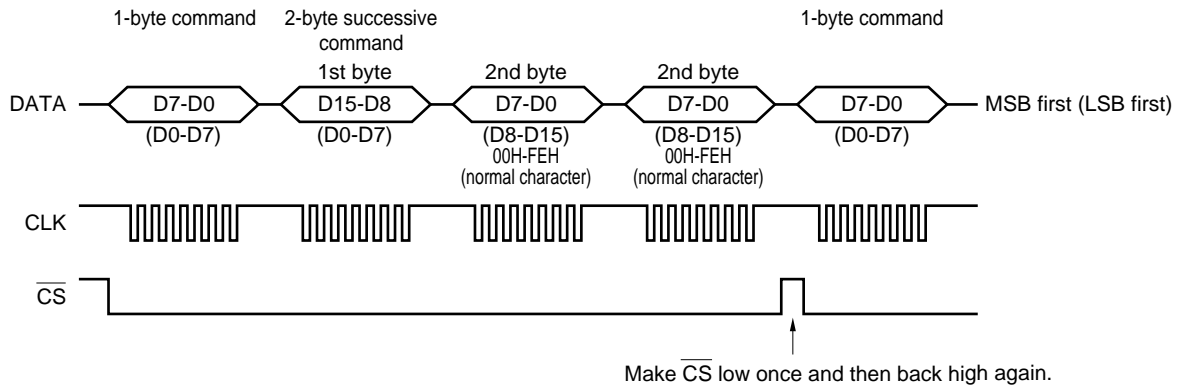 1-byte command 2-byte successive 1-byte command
command
1st byte 2nd byte 2nd byte
DATA D7-D0 D15-D8 D7-D0 D7-D0 D7-D0 MSB first (LSB first)
(D0-D7) (D0-D7) (D8-D15) (D8-D15) (D0-D7)
00H-FEH 00H-FEH
(normal character) (normal character)
CLK
CS
Make CS low once and then back high again.